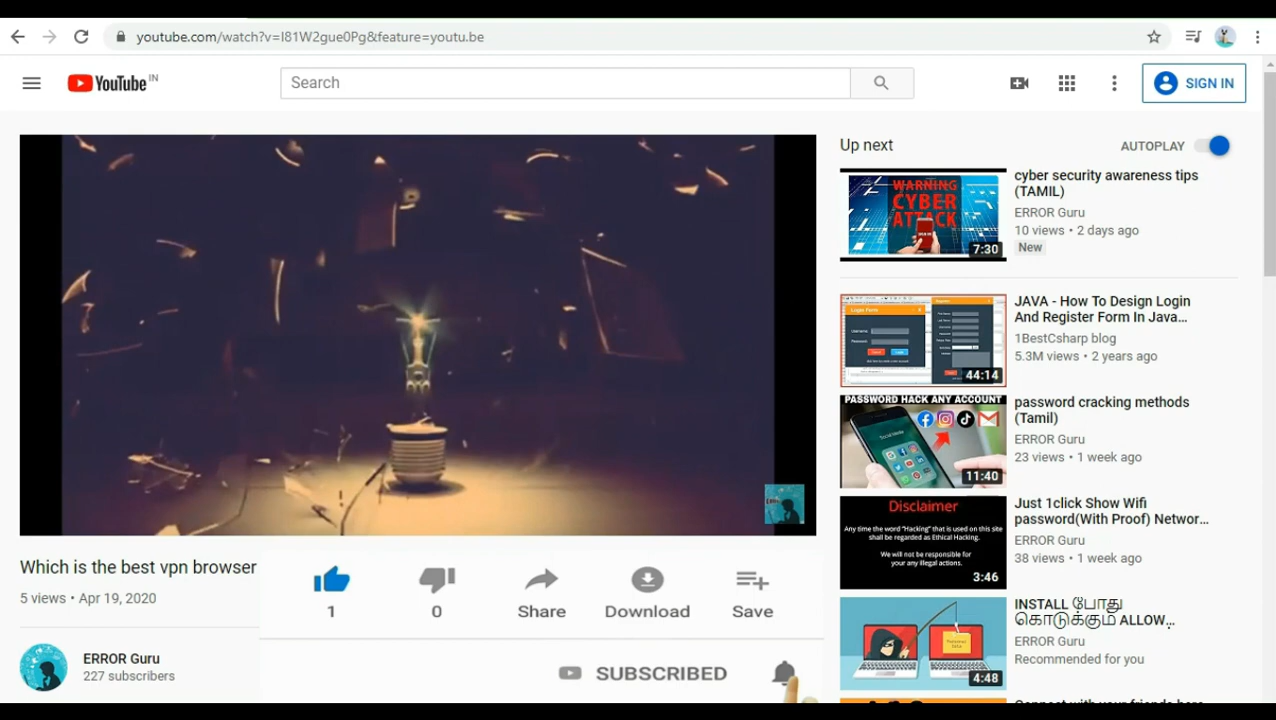 youtube.com/watch?v=I81W2gue0Pg&feature=youtu.be
YouTube IN
Search
SIGN IN
Up next
AUTOPLAY
WARNING
CYBER
ATTACK
7:30
cyber security awareness tips
(TAMIL)
ERROR Guru
10 views • 2 days ago
New
Login Form
44:14
JAVA - How To Design Login
And Register Form In Java...
1BestCsharp blog
5.3M views • 2 years ago
PASSWORD HACK ANY ACCOUNT
11:40
password cracking methods
(Tamil)
ERROR Guru
23 views • 1 week ago
Disclaimer
Any time the word "Hacking" that is used on this site
shall be regarded as Ethical Hacking.
We will not be responsible for
your any illegal actions.
3:46
Just 1click Show Wifi
password(With Proof) Networ...
ERROR Guru
38 views • 1 week ago
4:48
INSTALL போது
கொடுக்கும் ALLOW...
ERROR Guru
Recommended for you
Which is the best vpn browser
5 views • Apr 19, 2020
1
0
Share
Download
Save
ERROR Guru
227 subscribers
SUBSCRIBED